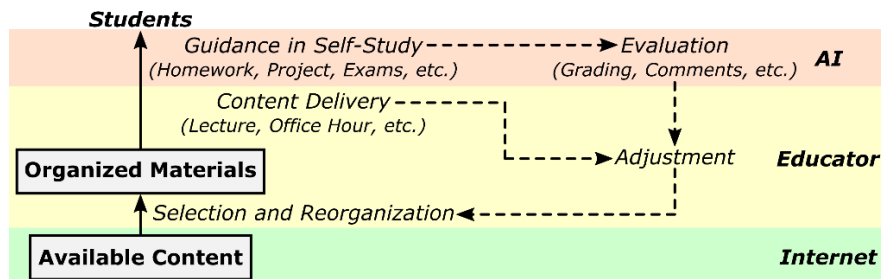 Students
Guidance in Self-Study
Evaluation
AI
(Homework, Project, Exams, etc.)
(Grading, Comments, etc.)
Content Delivery
(Lecture, Office Hour, etc.)
Organized Materials
Adjustment
Educator
Selection and Reorganization
Available Content
Internet